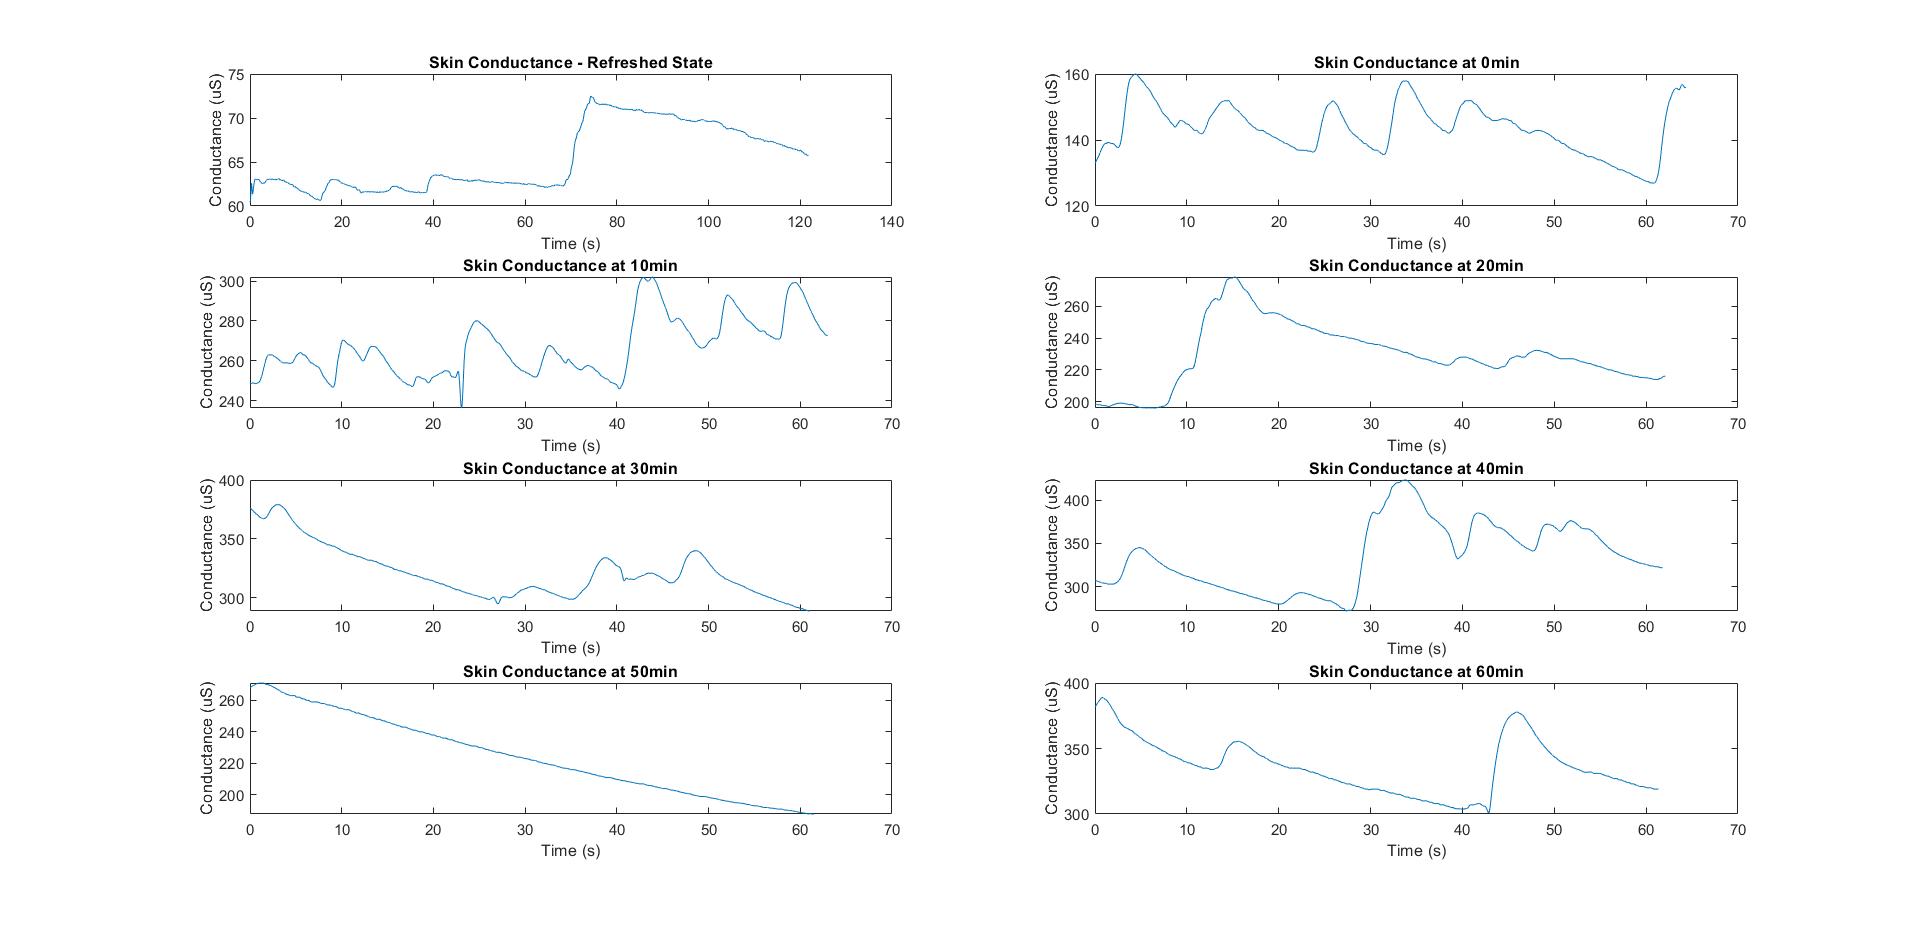 Skin Conductance - Refreshed State
Conductance (uS)
75
70
65
60
0 20 40 60 80 100 120 140
Time (s)
Skin Conductance at 0min
Conductance (uS)
160
140
120
0 10 20 30 40 50 60 70
Time (s)
Skin Conductance at 10min
Conductance (uS)
300
280
260
240
0 10 20 30 40 50 60 70
Time (s)
Skin Conductance at 20min
Conductance (uS)
260
240
220
200
0 10 20 30 40 50 60 70
Time (s)
Skin Conductance at 30min
Conductance (uS)
400
350
300
0 10 20 30 40 50 60 70
Time (s)
Skin Conductance at 40min
Conductance (uS)
400
350
300
0 10 20 30 40 50 60 70
Time (s)
Skin Conductance at 50min
Conductance (uS)
260
240
220
200
0 10 20 30 40 50 60 70
Time (s)
Skin Conductance at 60min
Conductance (uS)
400
350
300
0 10 20 30 40 50 60 70
Time (s)